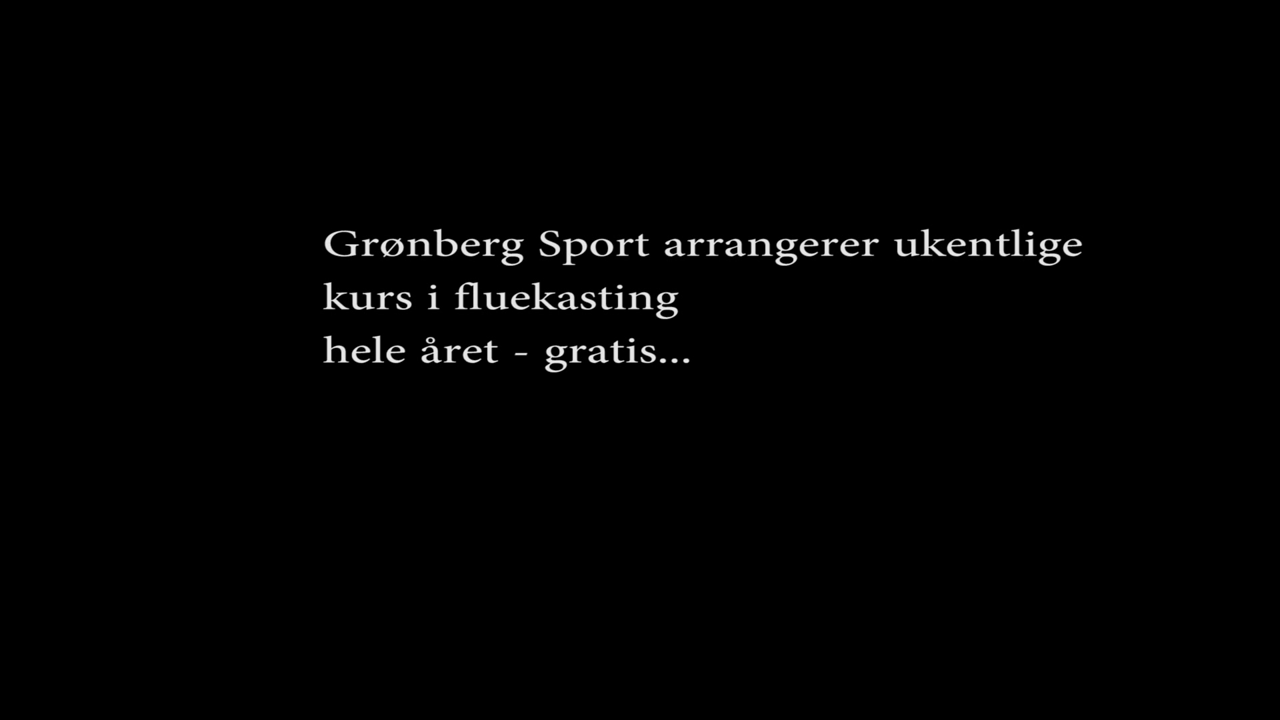 Grønberg Sport arrangerer ukentlige
kurs i fluekasting
hele året - gratis...